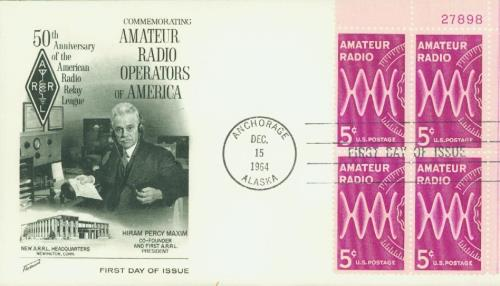 COMMEMORATING
AMATEUR
RADIO
OPERATORS
OF AMERICA
50th
Anniversary
of the
American
Radio
Relay
League
A
R R
L
HIRAM PERCY MAXIM
CO-FOUNDER
AND FIRST A.R.R.L.
PRESIDENT
NEW A.R.R.L. HEADQUARTERS
NEWINGTON, CONN.
Fleetwood
FIRST DAY OF ISSUE
ANCHORAGE
DEC.
15
1964
ALASKA
FIRST DAY OF ISSUE
27898
AMATEUR
RADIO
5¢ U.S. POSTAGE
AMATEUR
RADIO
5¢ U.S. POSTAGE
AMATEUR
RADIO
5¢ U.S. POSTAGE
AMATEUR
RADIO
5¢ U.S. POSTAGE